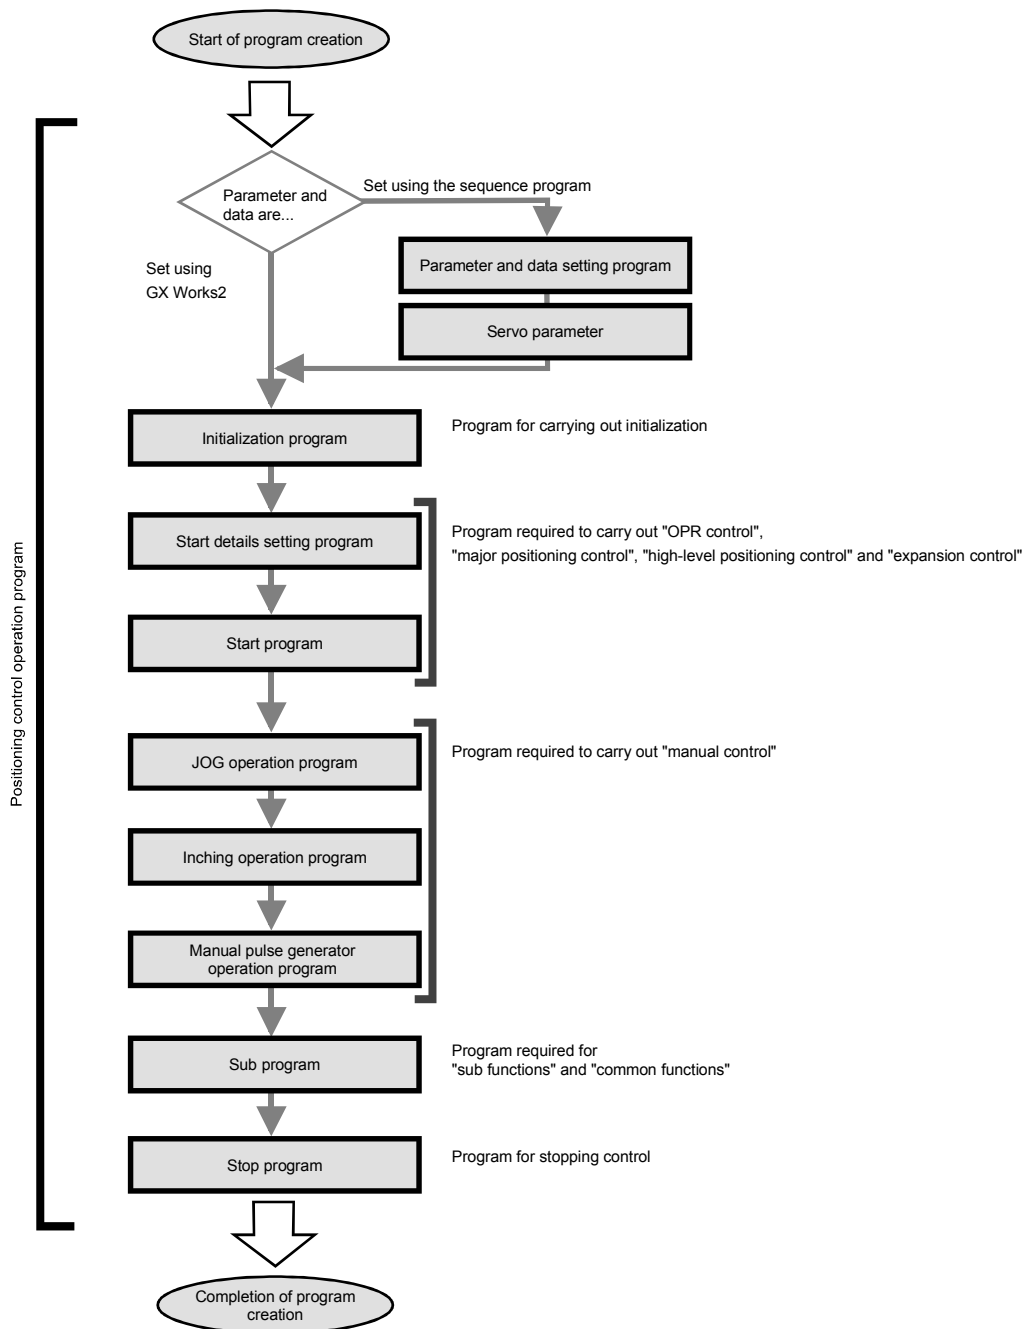 Start of program creation
Parameter and
data are...
Set using the sequence program
Parameter and data setting program
Servo parameter
Set using
GX Works2
Initialization program
Program for carrying out initialization
Start details setting program
Program required to carry out "OPR control",
"major positioning control", "high-level positioning control" and "expansion control"
Start program
JOG operation program
Program required to carry out "manual control"
Inching operation program
Manual pulse generator
operation program
Sub program
Program required for
"sub functions" and "common functions"
Stop program
Program for stopping control
Completion of program
creation
Positioning control operation program